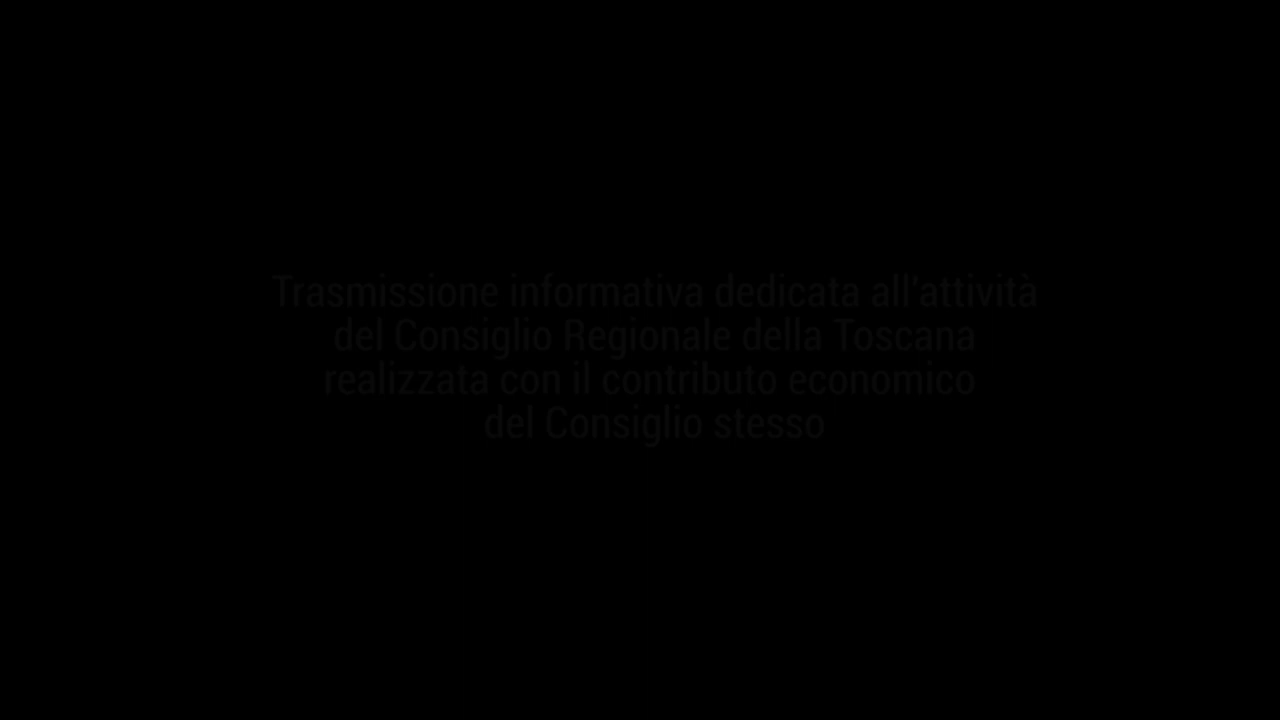 Trasmissione informativa dedicata all'attività
del Consiglio Regionale della Toscana
realizzata con il contributo economico
del Consiglio stesso